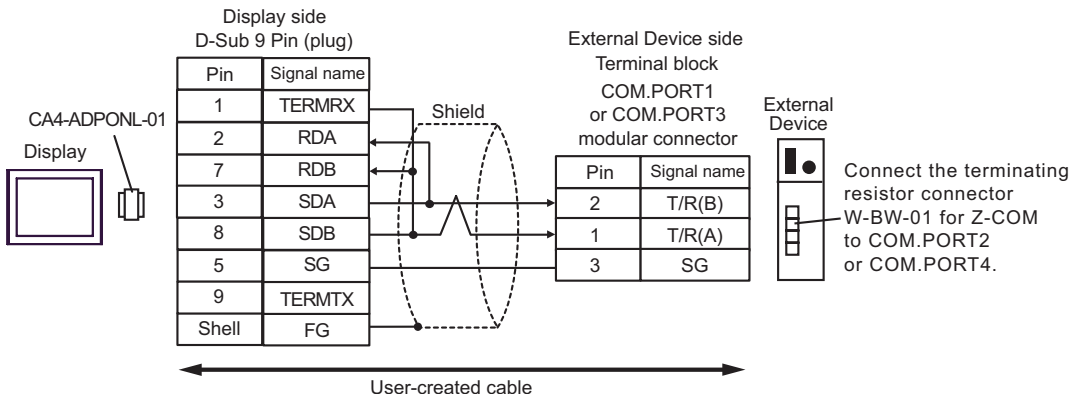 Display side
D-Sub 9 Pin (plug)
External Device side
Terminal block
COM.PORT1
or COM.PORT3
modular connector
CA4-ADPONL-01
Display
Pin Signal name
1 TERMRX
2 RDA
7 RDB
3 SDA
8 SDB
5 SG
9 TERMTX
Shell FG
Shield
Pin Signal name
2 T/R(B)
1 T/R(A)
3 SG
External
Device
Connect the terminating
resistor connector
W-BW-01 for Z-COM
to COM.PORT2
or COM.PORT4.
User-created cable